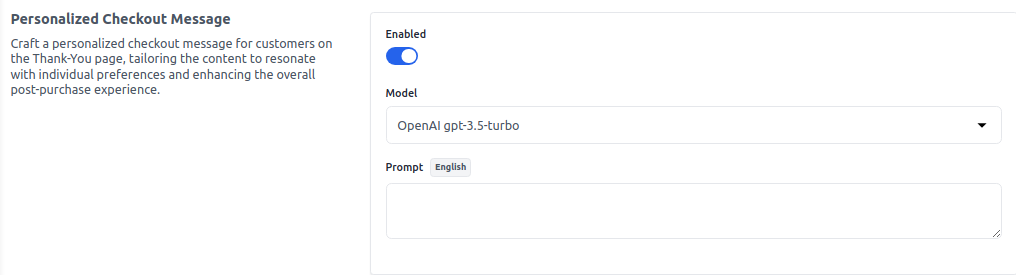 Personalized Checkout Message
Craft a personalized checkout message for customers on
the Thank-You page, tailoring the content to resonate
with individual preferences and enhancing the overall
post-purchase experience.
Enabled
Model
OpenAI gpt-3.5-turbo
Prompt English